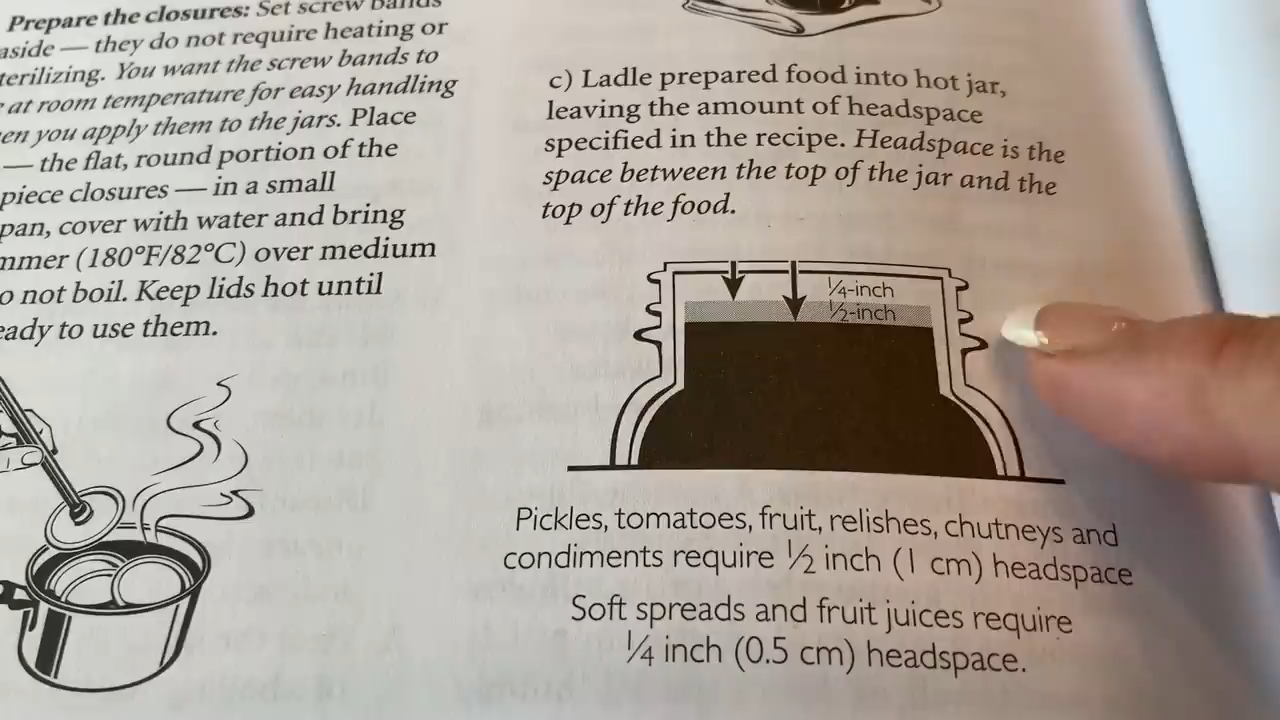 Prepare the closures: Set screw bands
aside — they do not require heating or
terilizing. You want the screw bands to
at room temperature for easy handling
en you apply them to the jars. Place
— the flat, round portion of the
piece closures — in a small
pan, cover with water and bring
mmer (180°F/82°C) over medium
o not boil. Keep lids hot until
eady to use them.
c) Ladle prepared food into hot jar,
leaving the amount of headspace
specified in the recipe. Headspace is the
space between the top of the jar and the
top of the food.
¼-inch
½-inch
Pickles, tomatoes, fruit, relishes, chutneys and
condiments require ½ inch (1 cm) headspace
Soft spreads and fruit juices require
¼ inch (0.5 cm) headspace.